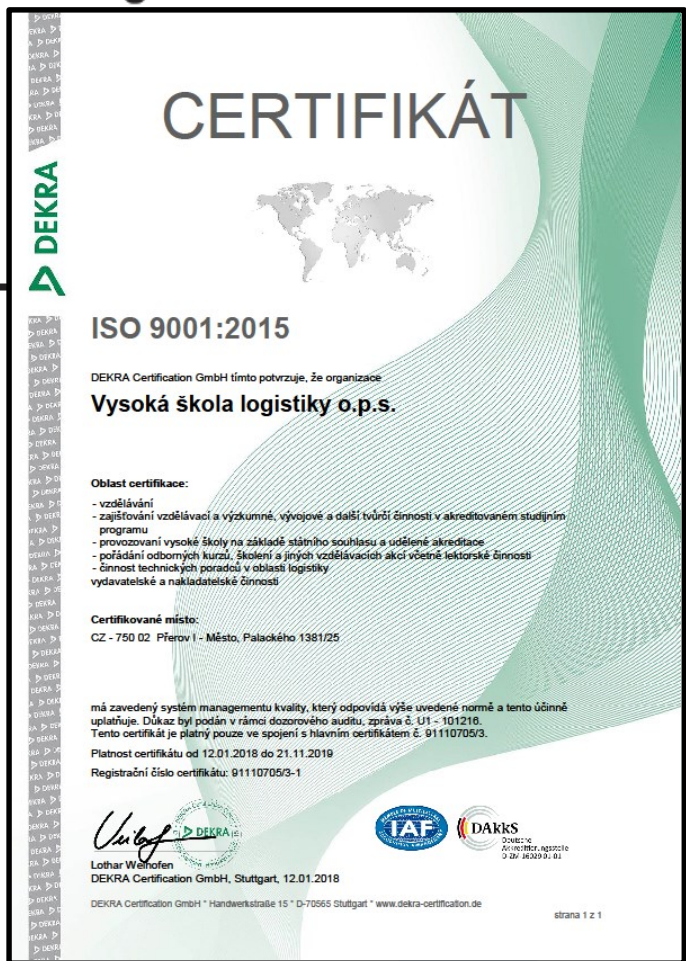 CERTIFIKÁT
DEKRA
ISO 9001:2015
DEKRA Certification GmbH tímto potvrzuje, že organizace
Vysoká škola logistiky o.p.s.
Oblast certifikace:
- vzdělávání
- zajišťování vzdělávací a výzkumné, vývojové a další tvůrčí činnosti v akreditovaném studijním
programu
- provozovaní vysoké školy na základě státního souhlasu a udělené akreditace
- pořádání odborných kurzů, školení a jiných vzdělávacích akcí včetně lektorské činnosti
- činnost technických poradců v oblasti logistiky
vydavatelské a nakladatelské činnosti
Certifikované místo:
CZ - 750 02 Přerov I - Město, Palackého 1381/25
má zavedený systém managementu kvality, který odpovídá výše uvedené normě a tento účinně
uplatňuje. Důkaz byl podán v rámci dozorového auditu, zpráva č. U1 - 101216.
Tento certifikát je platný pouze ve spojení s hlavním certifikátem č. 91110705/3.
Platnost certifikátu od 12.01.2018 do 21.11.2019
Registrační číslo certifikátu: 91110705/3-1
DEKRA
IAF
DAkkS
Deutsche
Akkreditierungsstelle
Lothar Weihofen
DEKRA Certification GmbH, Stuttgart, 12.01.2018
DEKRA Certification GmbH * Handwerkstraße 15 * D-70565 Stuttgart * www.dekra-certification.de
strana 1 z 1